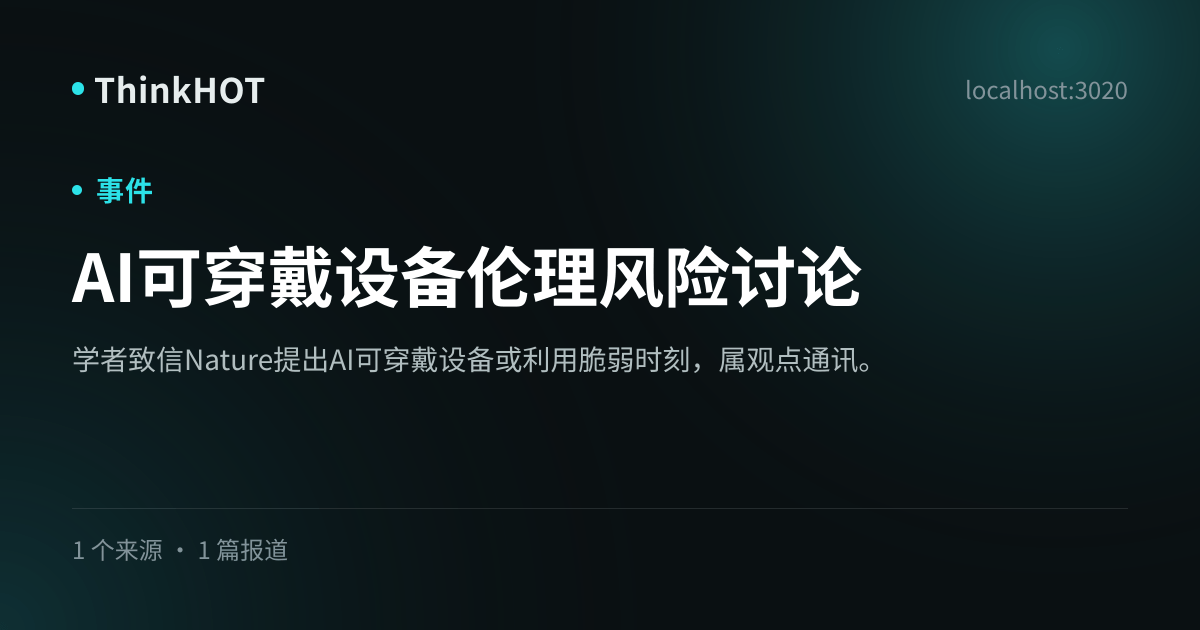 ThinkHOT
localhost:3020
事件
AI可穿戴设备伦理风险讨论
学者致信Nature提出AI可穿戴设备或利用脆弱时刻，属观点通讯。
1 个来源 · 1 篇报道